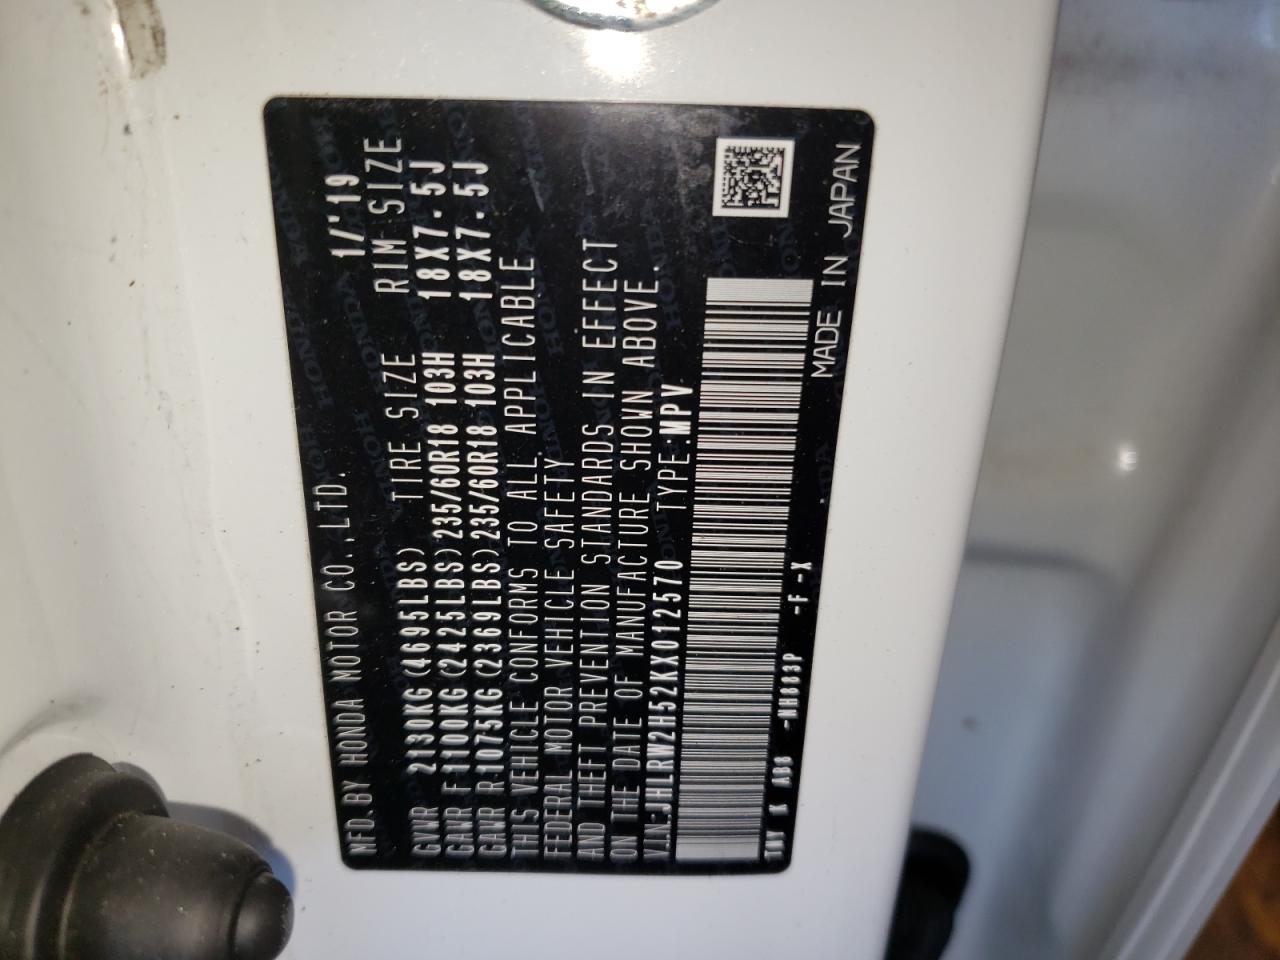 MFD.BY HONDA MOTOR CO.,LTD. 1/'19
TIRE SIZE RIM SIZE
GVWR 2130KG(4695LBS)
GAWR F 1100KG(2425LBS)235/60R18 103H 18X7.5J
GAWR R 1075KG(2369LBS)235/60R18 103H 18X7.5J
THIS VEHICLE CONFORMS TO ALL APPLICABLE
FEDERAL MOTOR VEHICLE SAFETY
AND THEFT PREVENTION STANDARDS IN EFFECT
ON THE DATE OF MANUFACTURE SHOWN ABOVE.
V.I.N:JHLRW2H52KX012570 TYPE:MPV
-NH883P -F-X
MADE IN JAPAN
HONDA